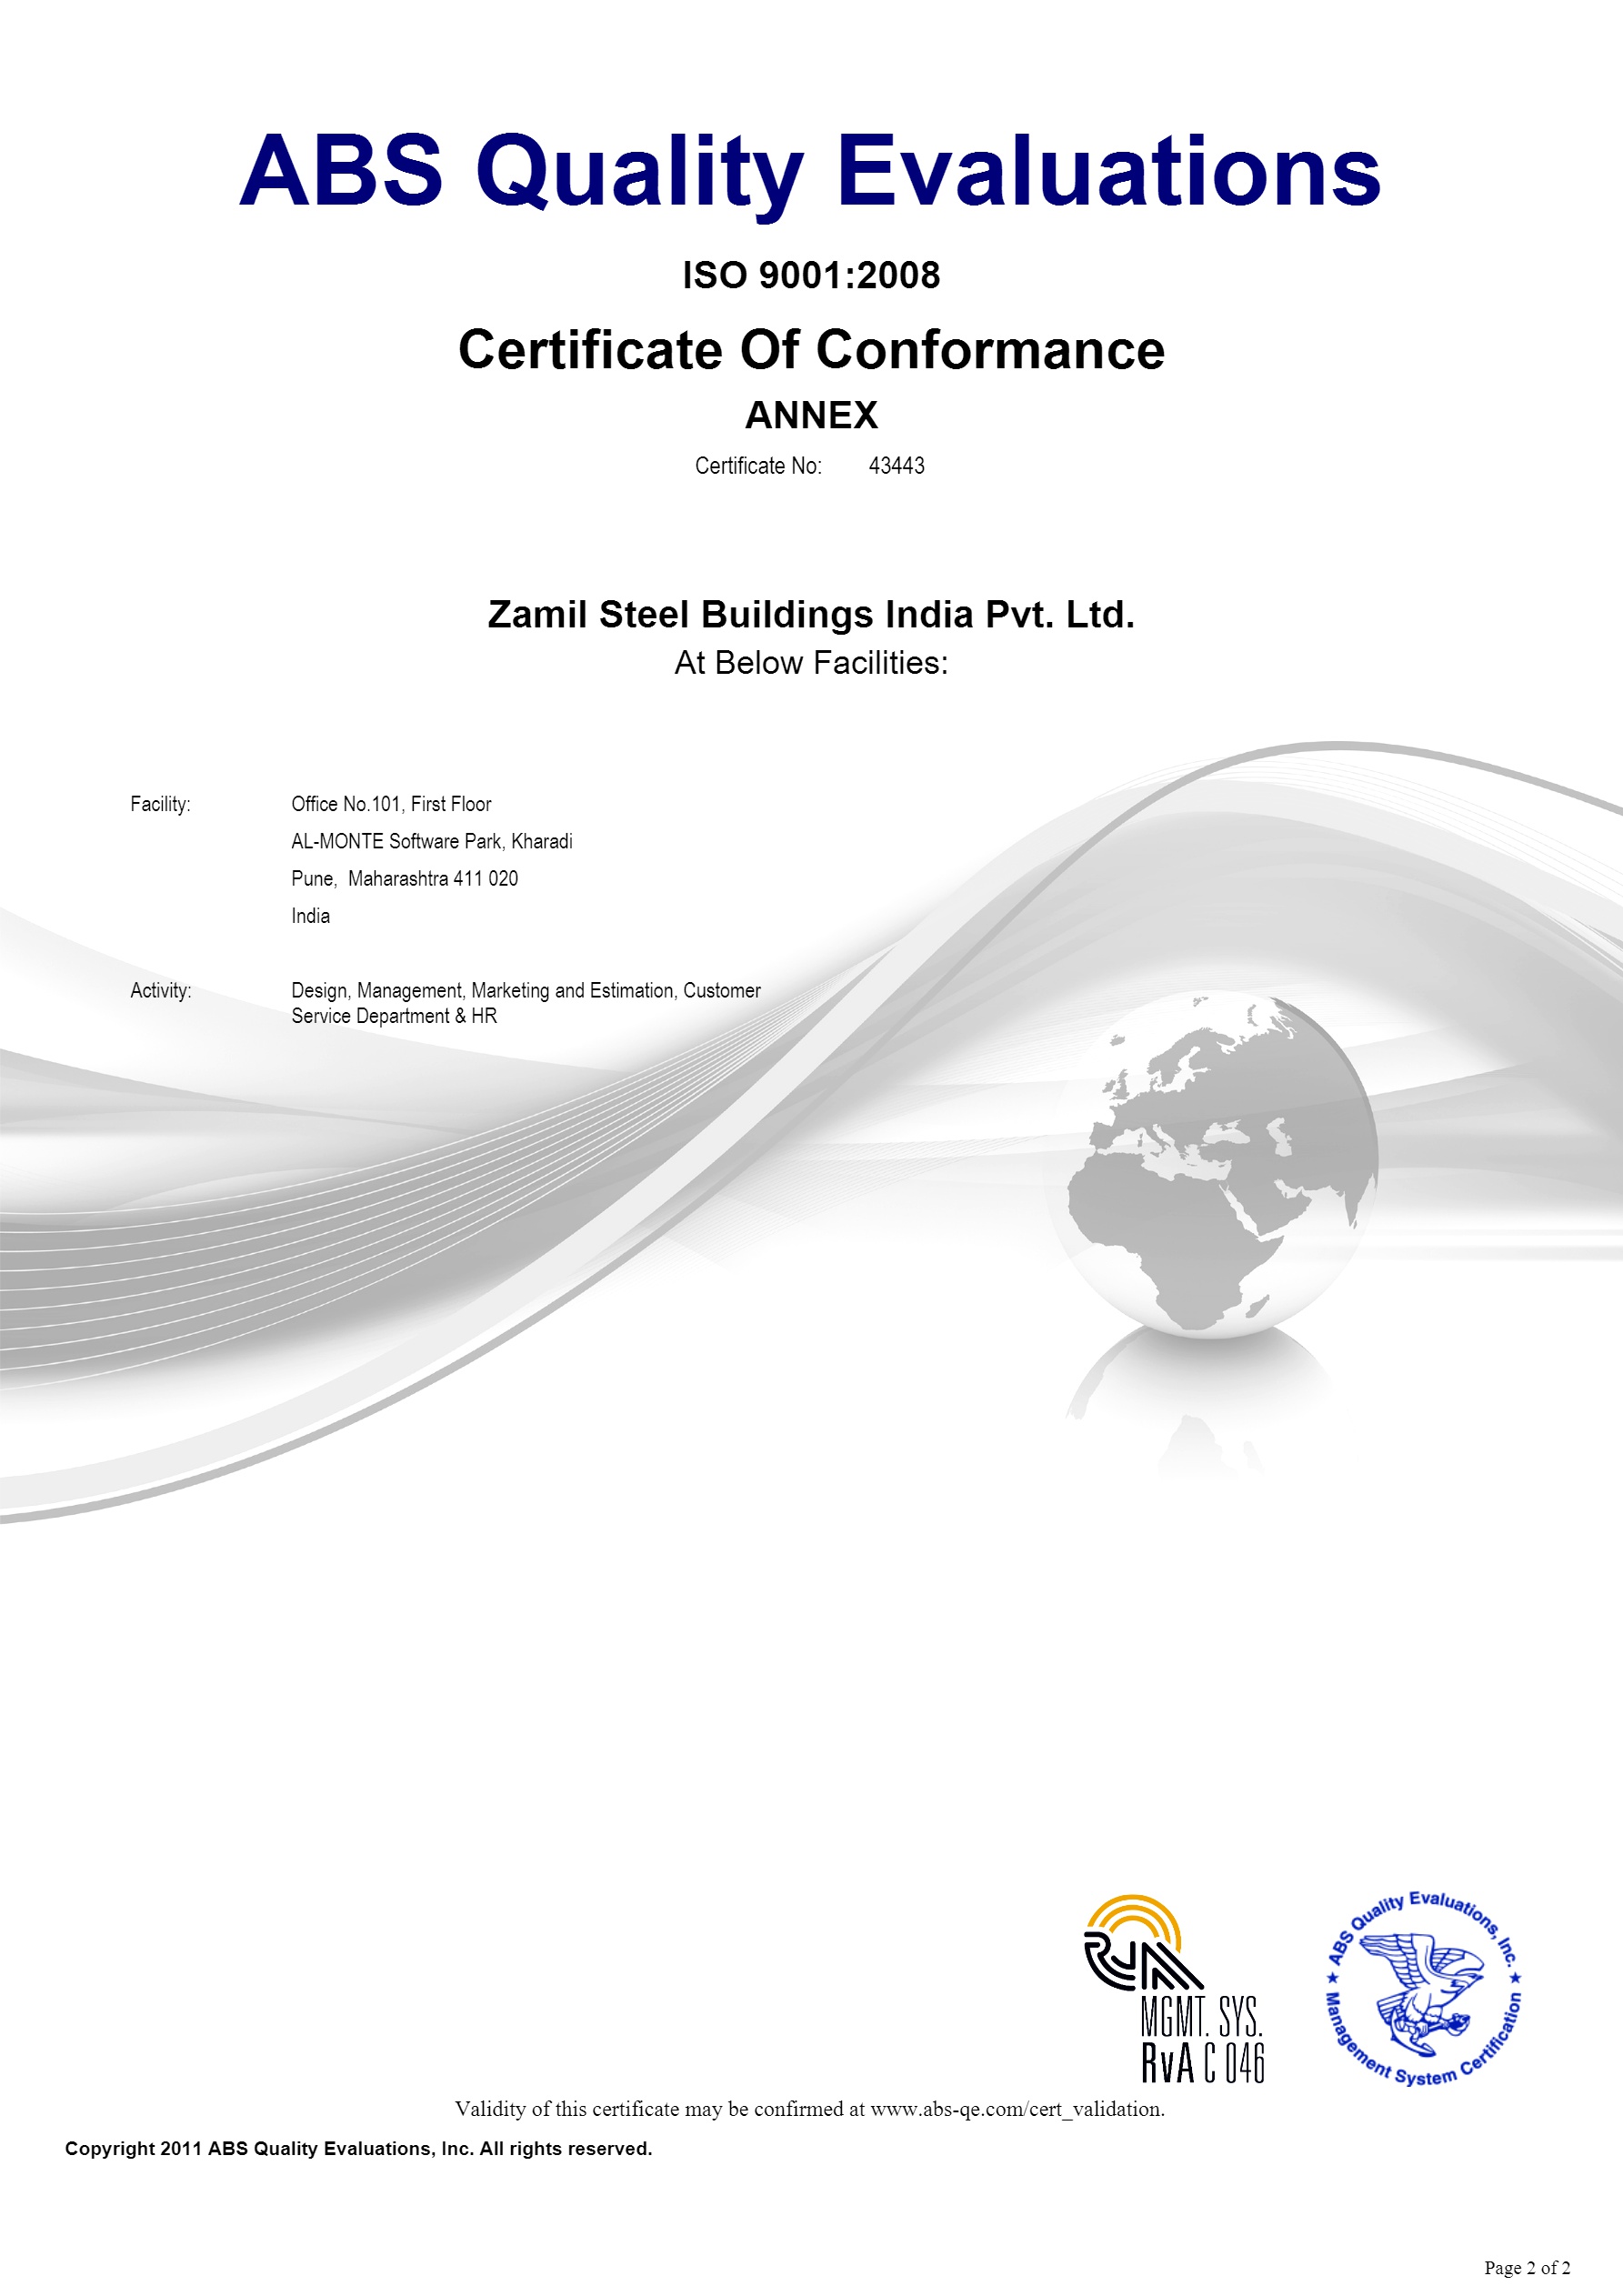 ABS Quality Evaluations
ISO 9001:2008
Certificate Of Conformance
ANNEX
Certificate No: 43443
Zamil Steel Buildings India Pvt. Ltd.
At Below Facilities:
Facility: Office No.101, First Floor
AL-MONTE Software Park, Kharadi
Pune, Maharashtra 411 020
India
Activity: Design, Management, Marketing and Estimation, Customer
Service Department & HR
RvA
MGMT. SYS.
RvA C 046
ABS Quality Evaluations, Inc.
Management System Certification
Validity of this certificate may be confirmed at www.abs-qe.com/cert_validation.
Copyright 2011 ABS Quality Evaluations, Inc. All rights reserved.
Page 2 of 2